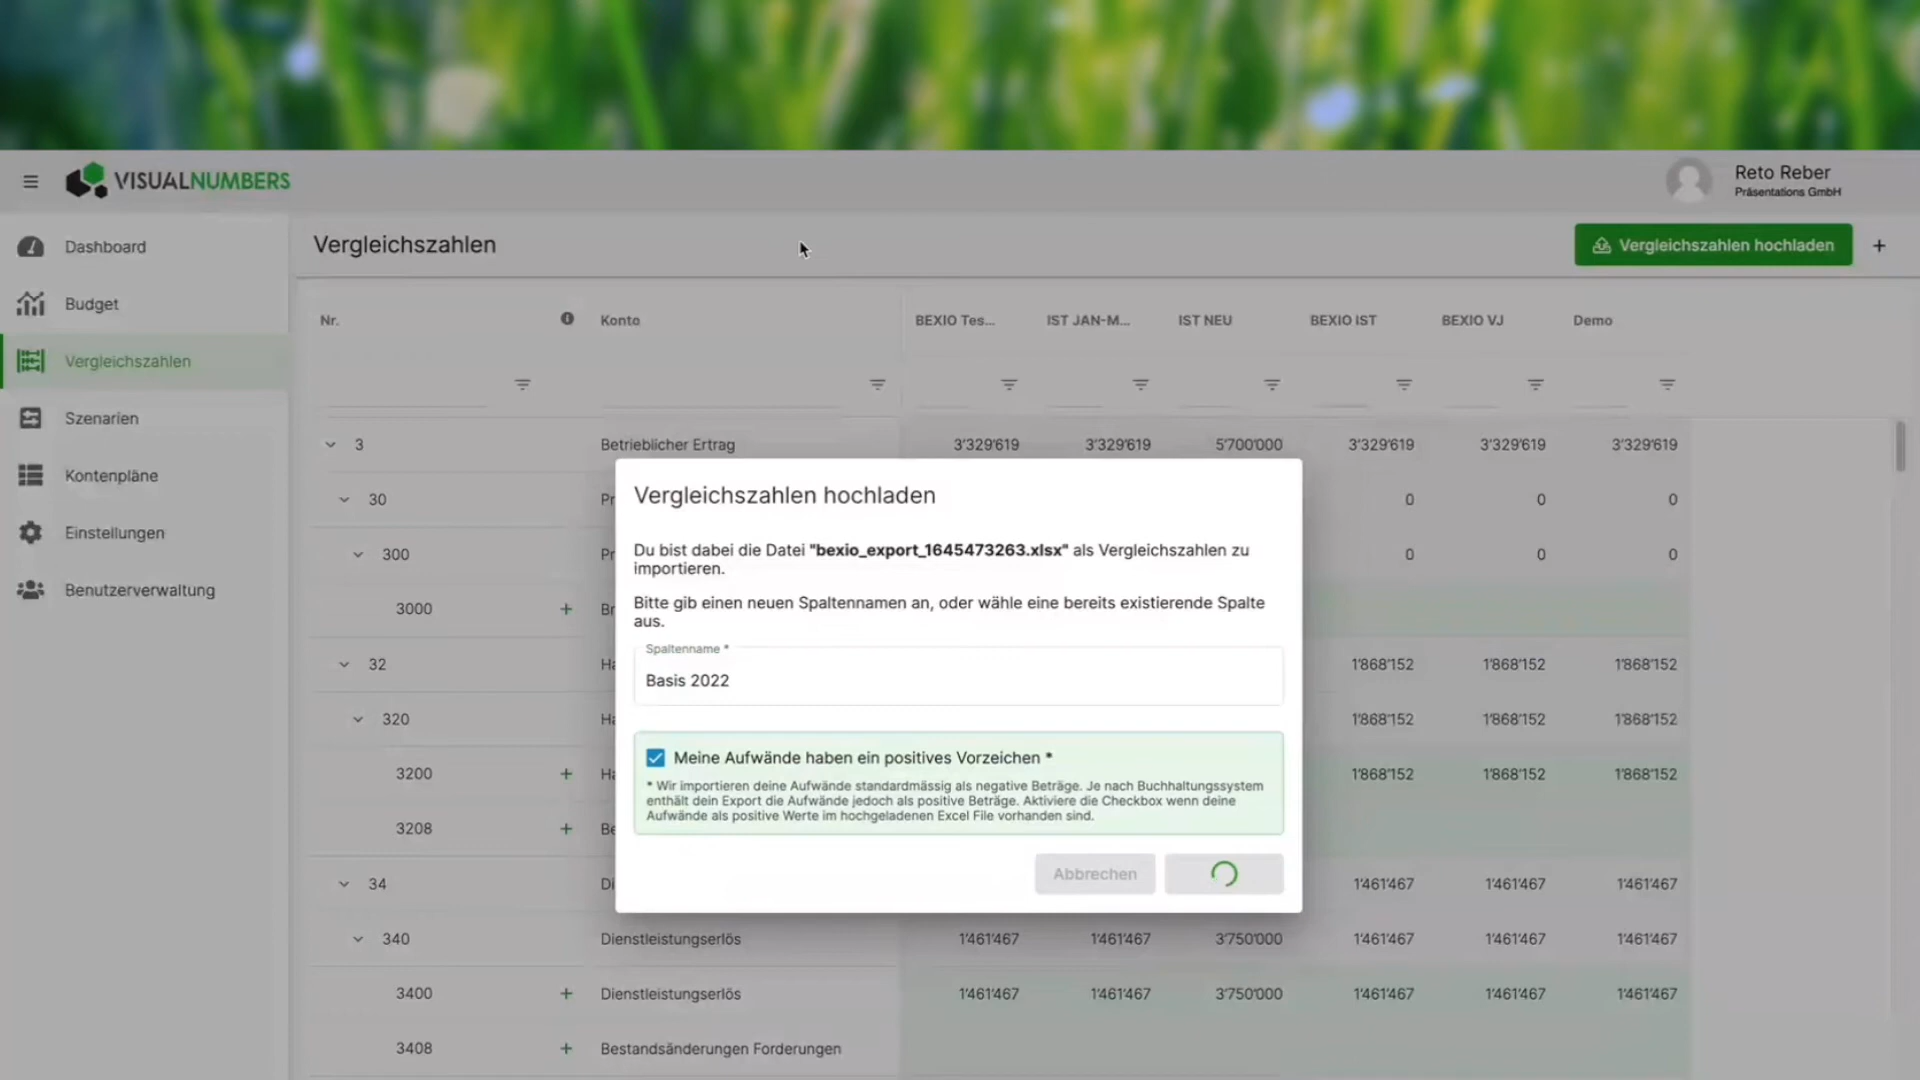 VISUALNUMBERS
Reto Reber
Präsentations GmbH
Dashboard
Budget
Vergleichszahlen
Szenarien
Kontenpläne
Einstellungen
Benutzerverwaltung
Vergleichszahlen
Vergleichszahlen hochladen +
Nr. Konto BEXIO Tes... IST JAN-M... IST NEU BEXIO IST BEXIO VJ Demo
3 Betrieblicher Ertrag 3'329'619 3'329'619 5'700'000 3'329'619 3'329'619 3'329'619
30 Pr 0 0 0
300 Pr 0 0 0
3000 + Br
32 Ha 1'868'152 1'868'152 1'868'152
320 Ha 1'868'152 1'868'152 1'868'152
3200 + Ha 1'868'152 1'868'152 1'868'152
3208 + Be
34 Di 1'461'467 1'461'467 1'461'467
340 Dienstleistungserlös 1'461'467 1'461'467 3'750'000 1'461'467 1'461'467 1'461'467
3400 + Dienstleistungserlös 1'461'467 1'461'467 3'750'000 1'461'467 1'461'467 1'461'467
3408 + Bestandsänderungen Forderungen
Vergleichszahlen hochladen
Du bist dabei die Datei "bexio_export_1645473263.xlsx" als Vergleichszahlen zu
importieren.
Bitte gib einen neuen Spaltennamen an, oder wähle eine bereits existierende Spalte
aus.
Spaltenname *
Basis 2022
Meine Aufwände haben ein positives Vorzeichen *
* Wir importieren deine Aufwände standardmässig als negative Beträge. Je nach Buchhaltungssystem
enthält dein Export die Aufwände jedoch als positive Beträge. Aktiviere die Checkbox wenn deine
Aufwände als positive Werte im hochgeladenen Excel File vorhanden sind.
Abbrechen